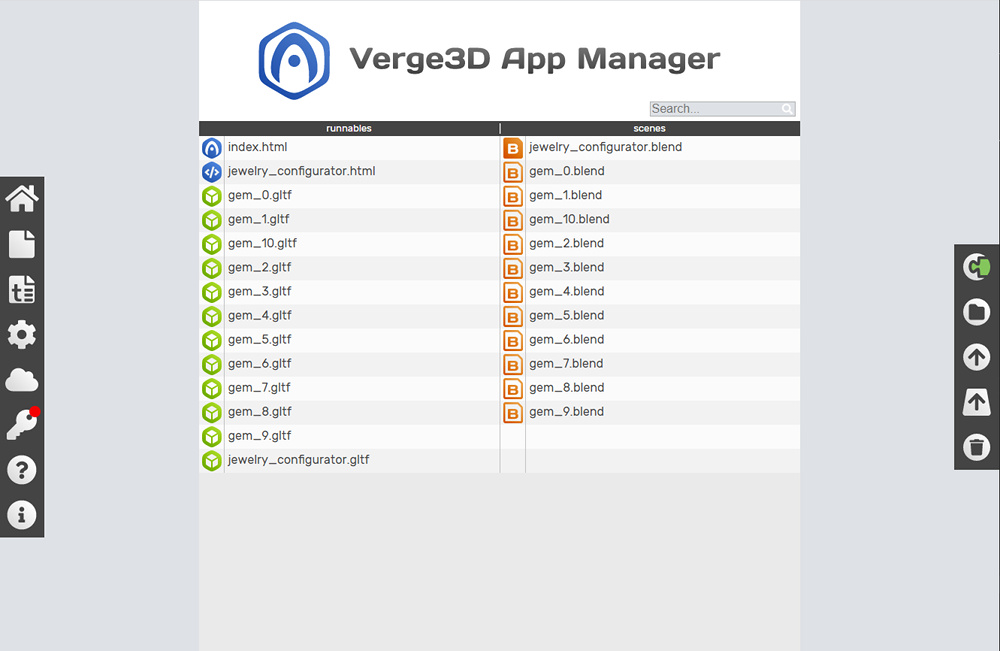 Verge3D App Manager
Search...
runnables
scenes
index.html
jewelry_configurator.html
gem_0.gltf
gem_1.gltf
gem_10.gltf
gem_2.gltf
gem_3.gltf
gem_4.gltf
gem_5.gltf
gem_6.gltf
gem_7.gltf
gem_8.gltf
gem_9.gltf
jewelry_configurator.gltf
jewelry_configurator.blend
gem_0.blend
gem_1.blend
gem_10.blend
gem_2.blend
gem_3.blend
gem_4.blend
gem_5.blend
gem_6.blend
gem_7.blend
gem_8.blend
gem_9.blend